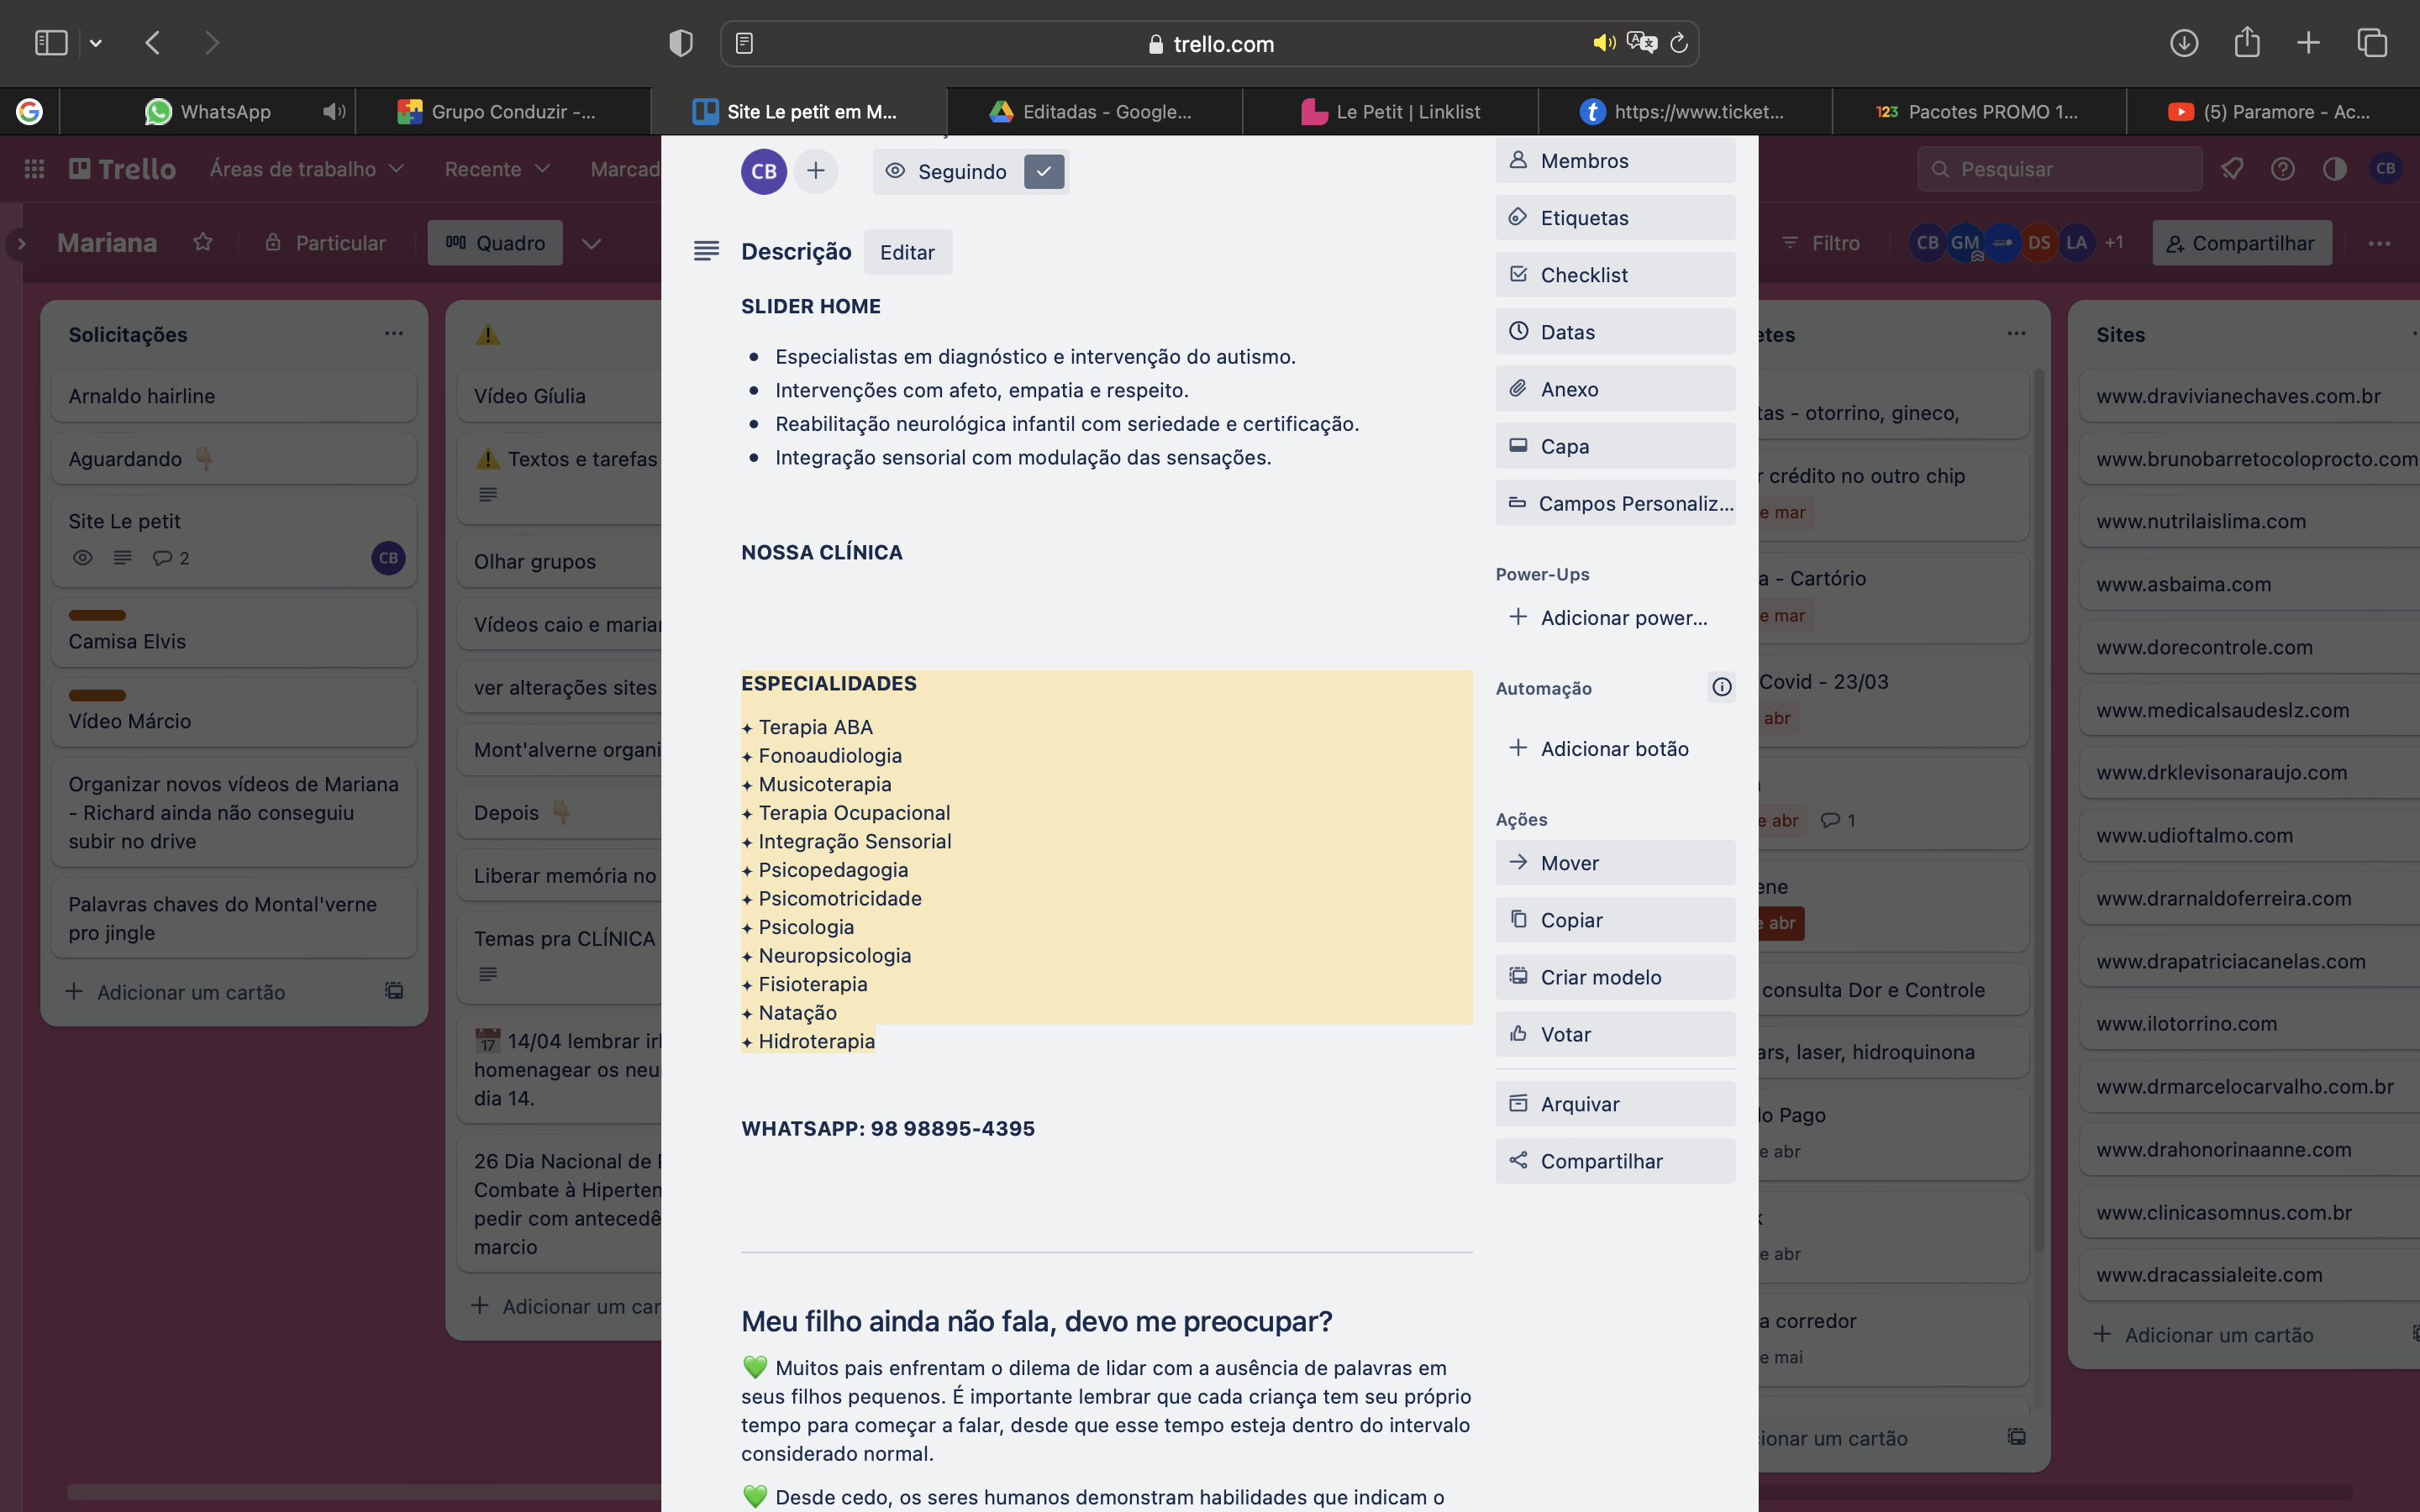 trello.com
WhatsApp
Grupo Conduzir -...
Site Le petit em M...
Editadas - Google...
Le Petit | Linklist
https://www.ticket...
Pacotes PROMO 1...
(5) Paramore - Ac...
Trello
Áreas de trabalho
Recente
Marcad
Pesquisar
CB
Mariana
Particular
Quadro
Filtro
CB GM DS LA +1
Compartilhar
Solicitações
Arnaldo hairline
Aguardando 👇🏼
Site Le petit
2
CB
Camisa Elvis
Vídeo Márcio
Organizar novos vídeos de Mariana
- Richard ainda não conseguiu
subir no drive
Palavras chaves do Montal'verne
pro jingle
Adicionar um cartão
⚠️
Vídeo Gíulia
⚠️ Textos e tarefas
Olhar grupos
Vídeos caio e maria
ver alterações sites
Mont'alverne organi
Depois 👇🏼
Liberar memória no
Temas pra CLÍNICA
📅 14/04 lembrar
homenagear os neu
dia 14.
26 Dia Nacional de
Combate à Hiperten
pedir com antecedê
marcio
Adicionar um car
CB
Seguindo
Descrição
Editar
SLIDER HOME
• Especialistas em diagnóstico e intervenção do autismo.
• Intervenções com afeto, empatia e respeito.
• Reabilitação neurológica infantil com seriedade e certificação.
• Integração sensorial com modulação das sensações.
NOSSA CLÍNICA
ESPECIALIDADES
✦ Terapia ABA
✦ Fonoaudiologia
✦ Musicoterapia
✦ Terapia Ocupacional
✦ Integração Sensorial
✦ Psicopedagogia
✦ Psicomotricidade
✦ Psicologia
✦ Neuropsicologia
✦ Fisioterapia
✦ Natação
✦ Hidroterapia
WHATSAPP: 98 98895-4395
Meu filho ainda não fala, devo me preocupar?
💚 Muitos pais enfrentam o dilema de lidar com a ausência de palavras em
seus filhos pequenos. É importante lembrar que cada criança tem seu próprio
tempo para começar a falar, desde que esse tempo esteja dentro do intervalo
considerado normal.
💚 Desde cedo, os seres humanos demonstram habilidades que indicam o
Membros
Etiquetas
Checklist
Datas
Anexo
Capa
Campos Personaliz...
Power-Ups
Adicionar power...
Automação
Adicionar botão
Ações
Mover
Copiar
Criar modelo
Votar
Arquivar
Compartilhar
etes
tas - otorrino, gineco,
r crédito no outro chip
e mar
a - Cartório
e mar
Covid - 23/03
abr
e abr
1
ene
e abr
consulta Dor e Controle
ars, laser, hidroquinona
lo Pago
e abr
e abr
a corredor
e mai
ionar um cartão
Sites
www.dravivianechaves.com.br
www.brunobarretocoloprocto.com
www.nutrilaislima.com
www.asbaima.com
www.dorecontrole.com
www.medicalsaudeslz.com
www.drklevisonaraujo.com
www.udioftalmo.com
www.drarnaldoferreira.com
www.drapatriciacanelas.com
www.ilotorrino.com
www.drmarcelocarvalho.com.br
www.drahonorinaanne.com
www.clinicasomnus.com.br
www.dracassialeite.com
Adicionar um cartão